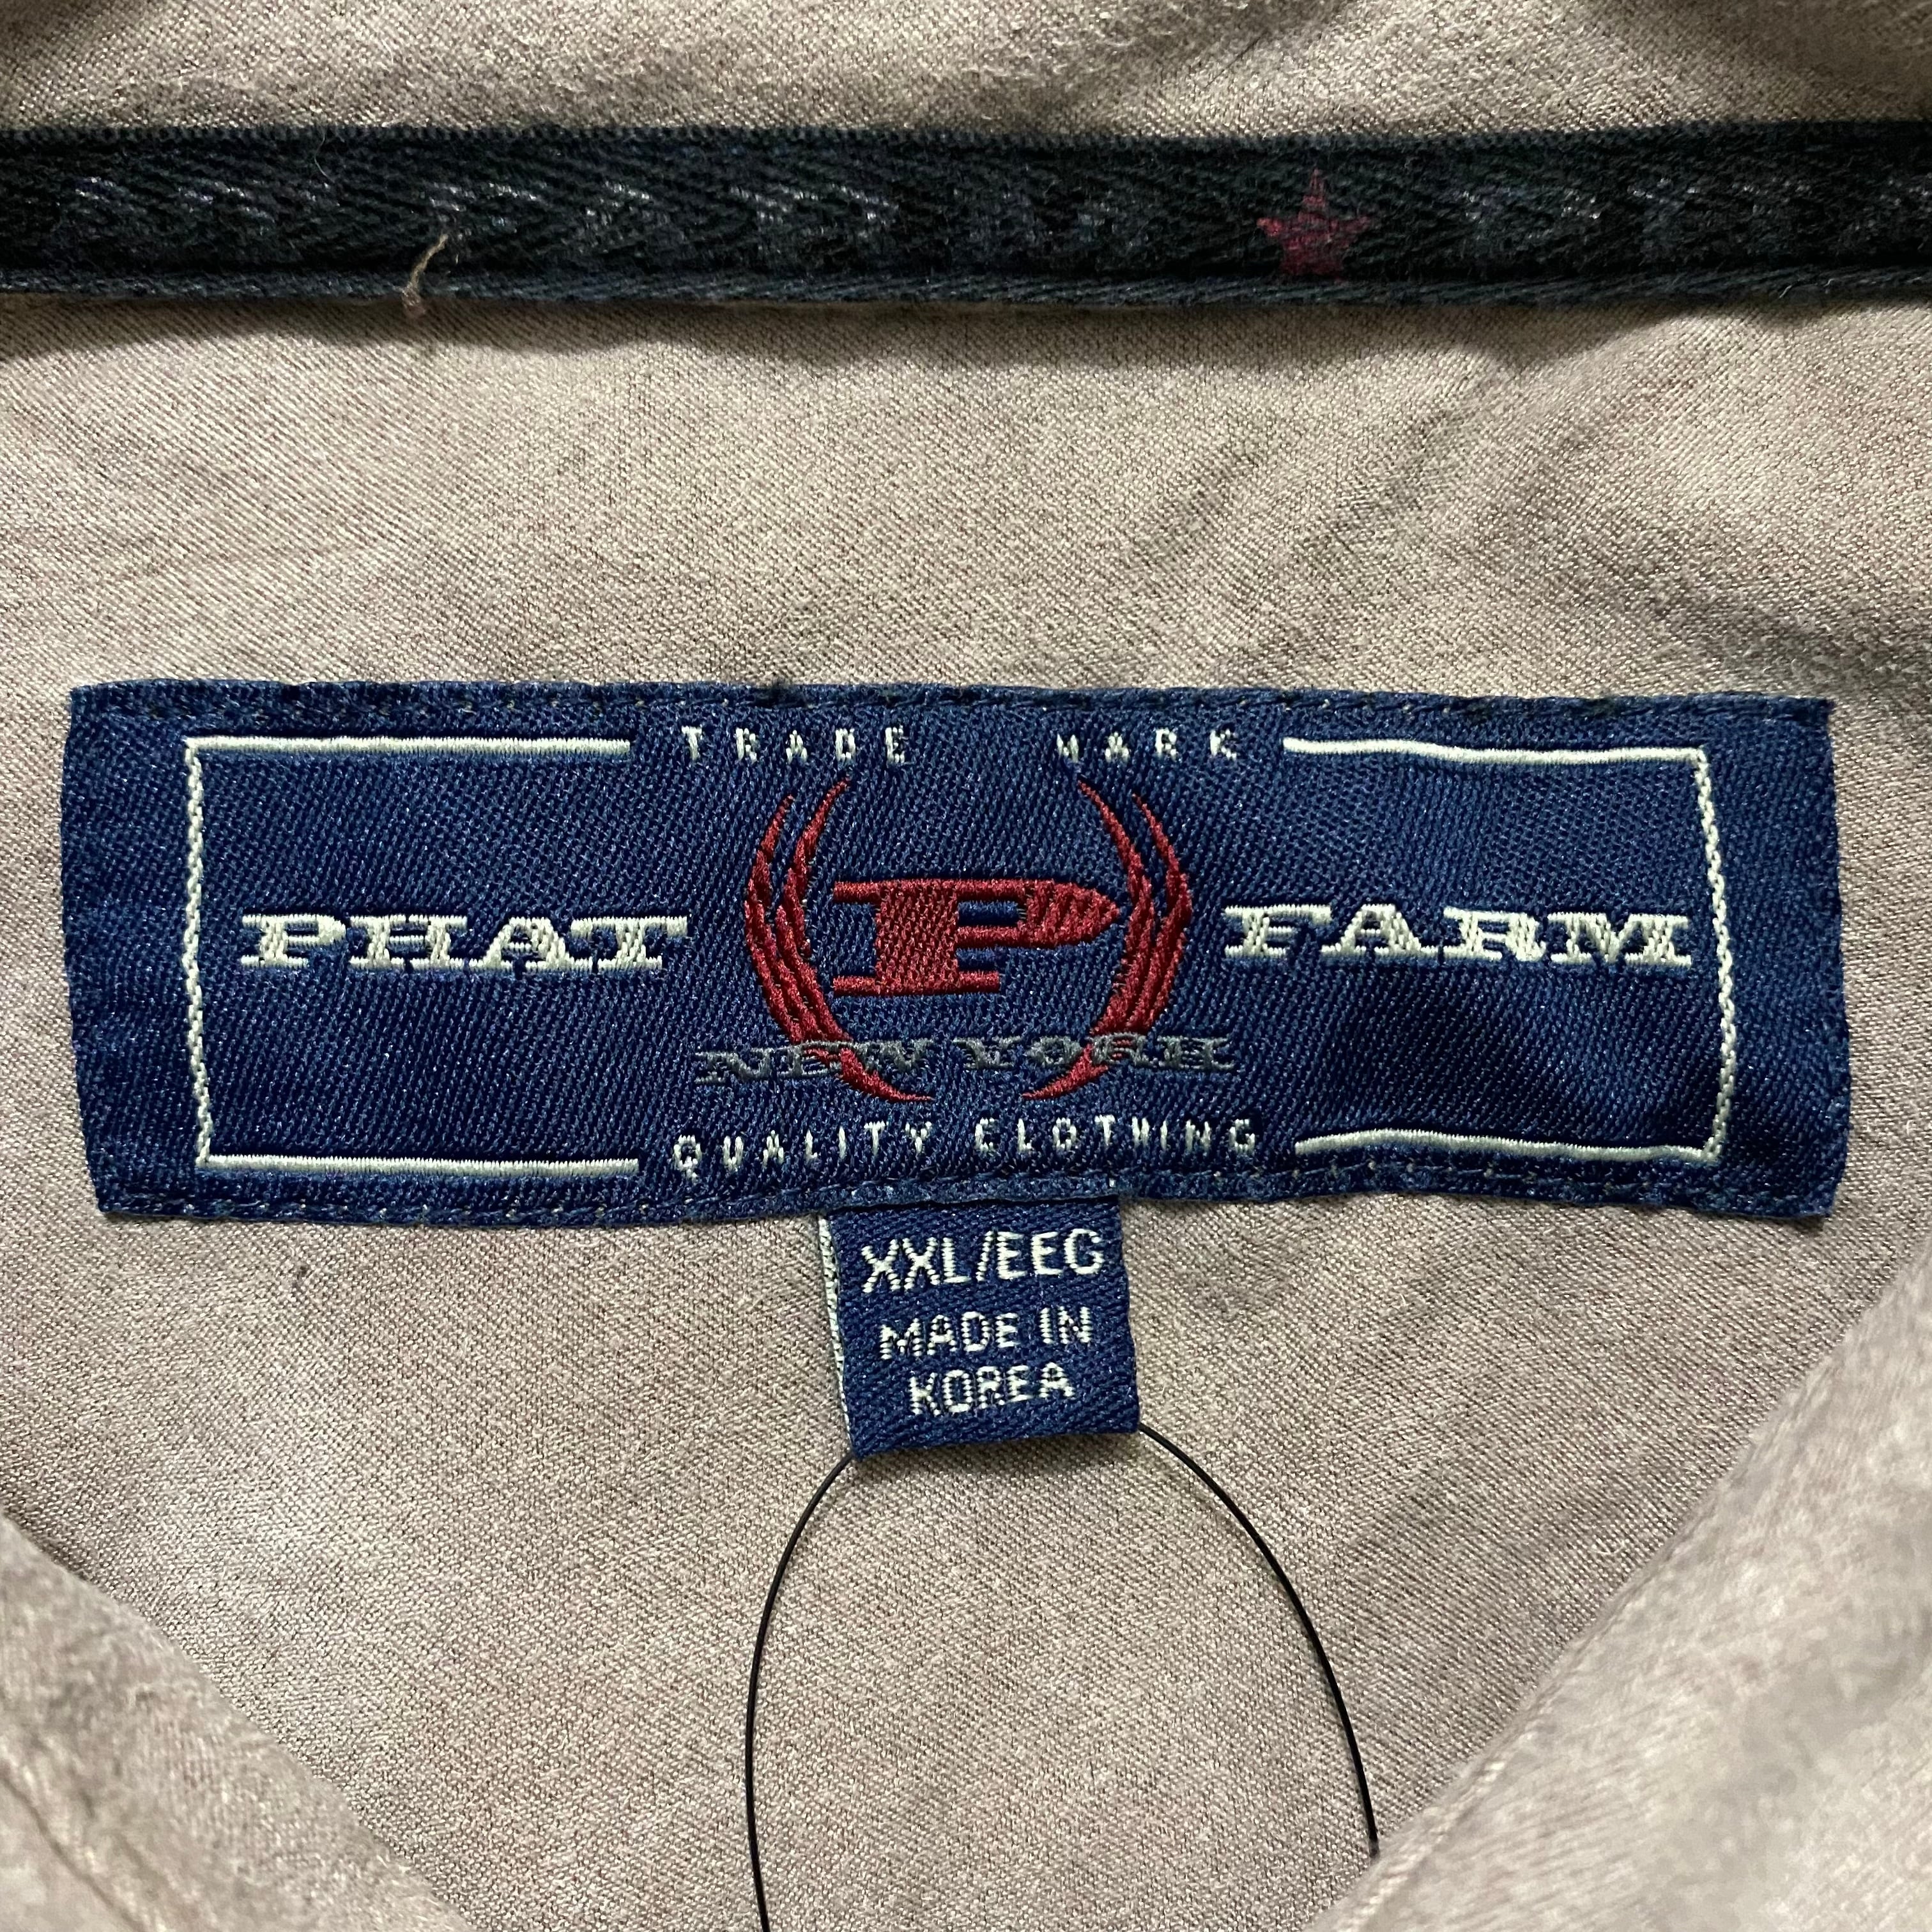 TRADE MARK
PHAT P FARM
NEW YORK
QUALITY CLOTHING
XXL/EEG
MADE IN
KOREA